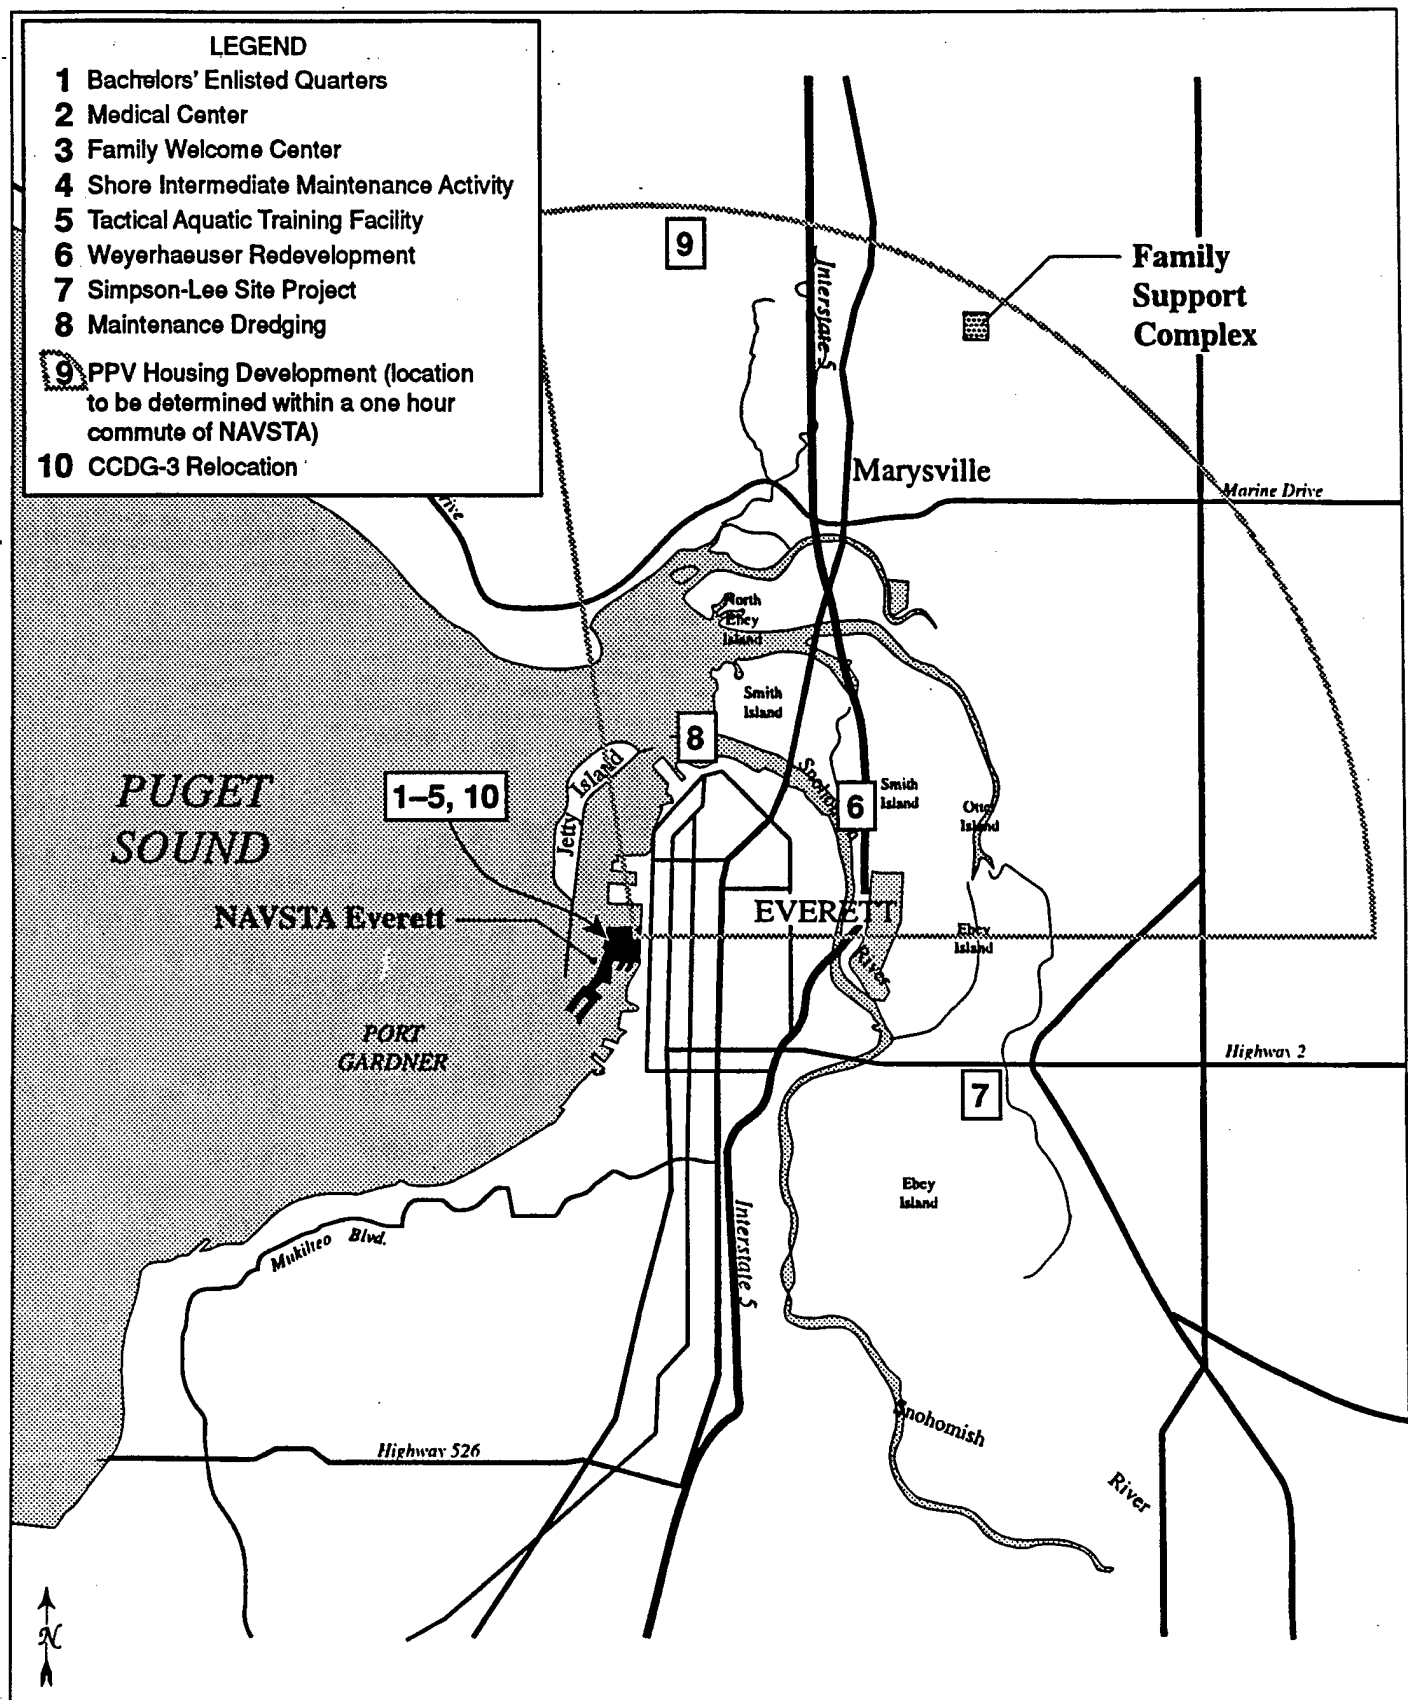 LEGEND
1 Bachelors' Enlisted Quarters
2 Medical Center
3 Family Welcome Center
4 Shore Intermediate Maintenance Activity
5 Tactical Aquatic Training Facility
6 Weyerhaeuser Redevelopment
7 Simpson-Lee Site Project
8 Maintenance Dredging
9 PPV Housing Development (location
to be determined within a one hour
commute of NAVSTA)
10 CCDG-3 Relocation
9
Interstate 5
Family
Support
Complex
Marysville
Marine Drive
North
Ebey
Island
Smith
Island
8
Jetty Island
PUGET
SOUND
1–5, 10
6
Smith
Island
Otter
Island
NAVSTA Everett
EVERETT
Ebey
Island
River
PORT
GARDNER
Highway 2
7
Ebey
Island
Mukilteo Blvd.
Interstate 5
Snohomish
River
Highway 526
N